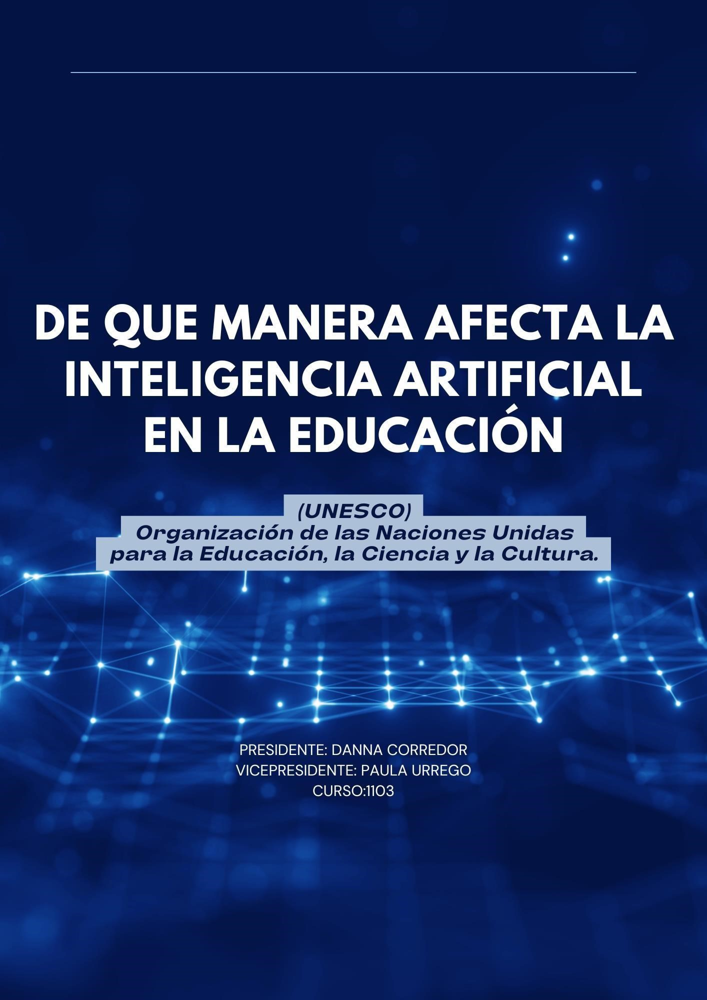 DE QUE MANERA AFECTA LA
INTELIGENCIA ARTIFICIAL
EN LA EDUCACIÓN
(UNESCO)
Organización de las Naciones Unidas
para la Educación, la Ciencia y la Cultura.
PRESIDENTE: DANNA CORREDOR
VICEPRESIDENTE: PAULA URREGO
CURSO:1103